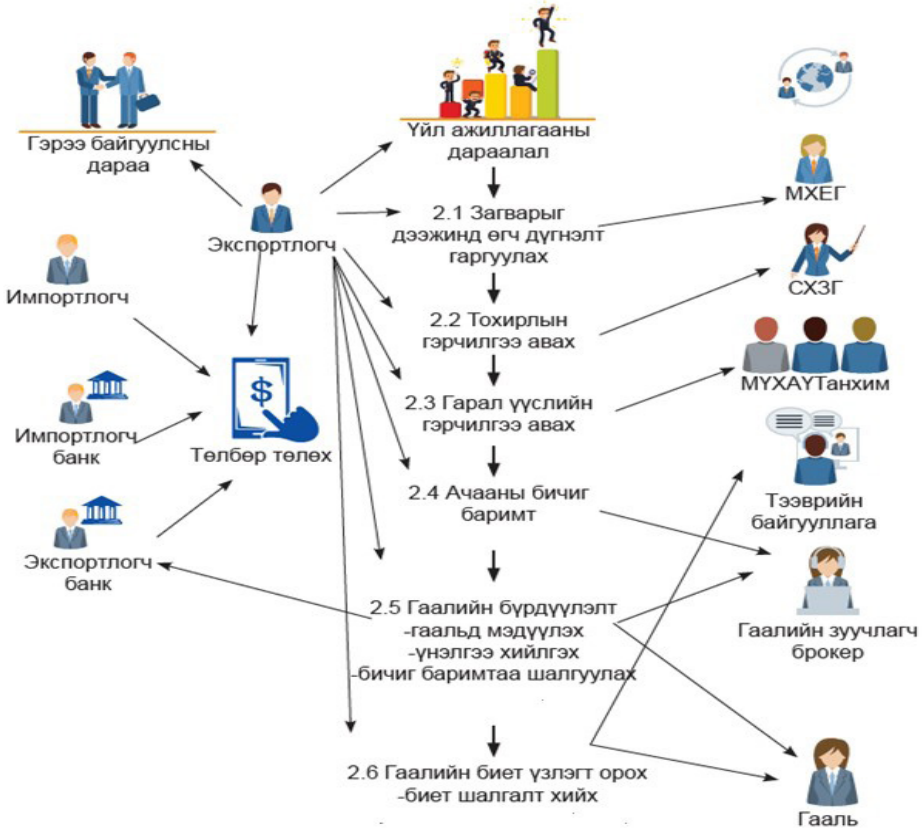 Гэрээ байгуулсны
дараа
Үйл ажиллагааны
дараалал
МХЕГ
Экспортлогч
2.1 Загварыг
дээжинд өгч дүгнэлт
гаргуулах
СХЗГ
Импортлогч
2.2 Тохирлын
гэрчилгээ авах
МҮХАҮТанхим
$
Импортлогч
банк
Төлбөр төлөх
2.3 Гарал үүслийн
гэрчилгээ авах
2.4 Ачааны бичиг
баримт
Тээврийн
байгууллага
Экспортлогч
банк
2.5 Гаалийн бүрдүүлэлт
-гаальд мэдүүлэх
-үнэлгээ хийлгэх
-бичиг баримтаа шалгуулах
Гаалийн зуучлагч
брокер
2.6 Гаалийн биет үзлэгт орох
-биет шалгалт хийх
Гааль